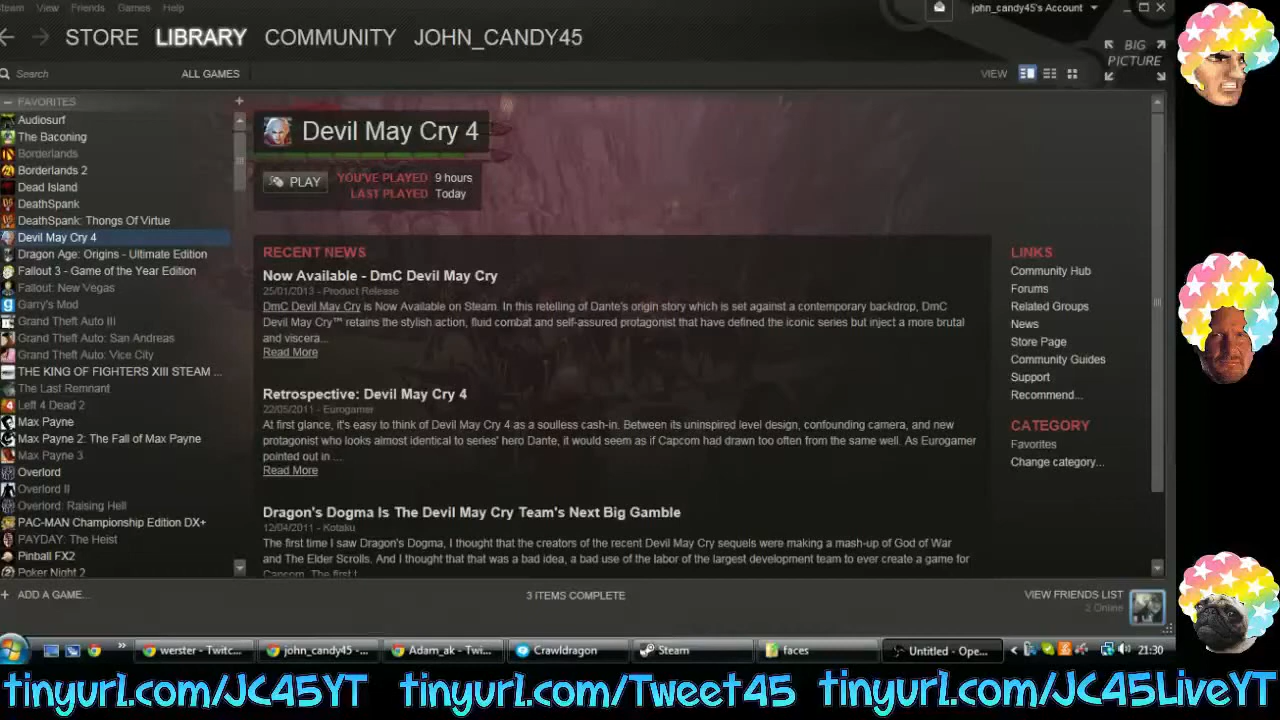 Steam View Friends Games Help
john_candy45's Account
STORE LIBRARY COMMUNITY JOHN_CANDY45
BIG PICTURE
Search
ALL GAMES
VIEW
FAVORITES
Audiosurf
The Baconing
Borderlands
Borderlands 2
Dead Island
DeathSpank
DeathSpank: Thongs Of Virtue
Devil May Cry 4
Dragon Age: Origins - Ultimate Edition
Fallout 3 - Game of the Year Edition
Fallout: New Vegas
Garry's Mod
Grand Theft Auto III
Grand Theft Auto: San Andreas
Grand Theft Auto: Vice City
THE KING OF FIGHTERS XIII STEAM ...
The Last Remnant
Left 4 Dead 2
Max Payne
Max Payne 2: The Fall of Max Payne
Max Payne 3
Overlord
Overlord II
Overlord: Raising Hell
PAC-MAN Championship Edition DX+
PAYDAY: The Heist
Pinball FX2
Poker Night 2
Devil May Cry 4
PLAY
YOU'VE PLAYED 9 hours
LAST PLAYED Today
RECENT NEWS
Now Available - DmC Devil May Cry
25/01/2013 - Product Release
DmC Devil May Cry is Now Available on Steam. In this retelling of Dante's origin story which is set against a contemporary backdrop, DmC
Devil May Cry™ retains the stylish action, fluid combat and self-assured protagonist that have defined the iconic series but inject a more brutal
and viscera...
Read More
Retrospective: Devil May Cry 4
22/05/2011 - Eurogamer
At first glance, it's easy to think of Devil May Cry 4 as a soulless cash-in. Between its uninspired level design, confounding camera, and new
protagonist who looks almost identical to series' hero Dante, it would seem as if Capcom had drawn too often from the same well. As Eurogamer
pointed out in ...
Read More
Dragon's Dogma Is The Devil May Cry Team's Next Big Gamble
12/04/2011 - Kotaku
The first time I saw Dragon's Dogma, I thought that the creators of the recent Devil May Cry sequels were making a mash-up of God of War
and The Elder Scrolls. And I thought that that was a bad idea, a bad use of the labor of the largest development team to ever create a game for
Capcom. The first t
LINKS
Community Hub
Forums
Related Groups
News
Store Page
Community Guides
Support
Recommend...
CATEGORY
Favorites
Change category...
ADD A GAME...
3 ITEMS COMPLETE
VIEW FRIENDS LIST
2 Online
werster - Twitc...
john_candy45 -...
Adam_ak - Twi...
Crawldragon
Steam
faces
Untitled - Ope...
21:30
tinyurl.com/JC45YT tinyurl.com/Tweet45 tinyurl.com/JC45LiveYT